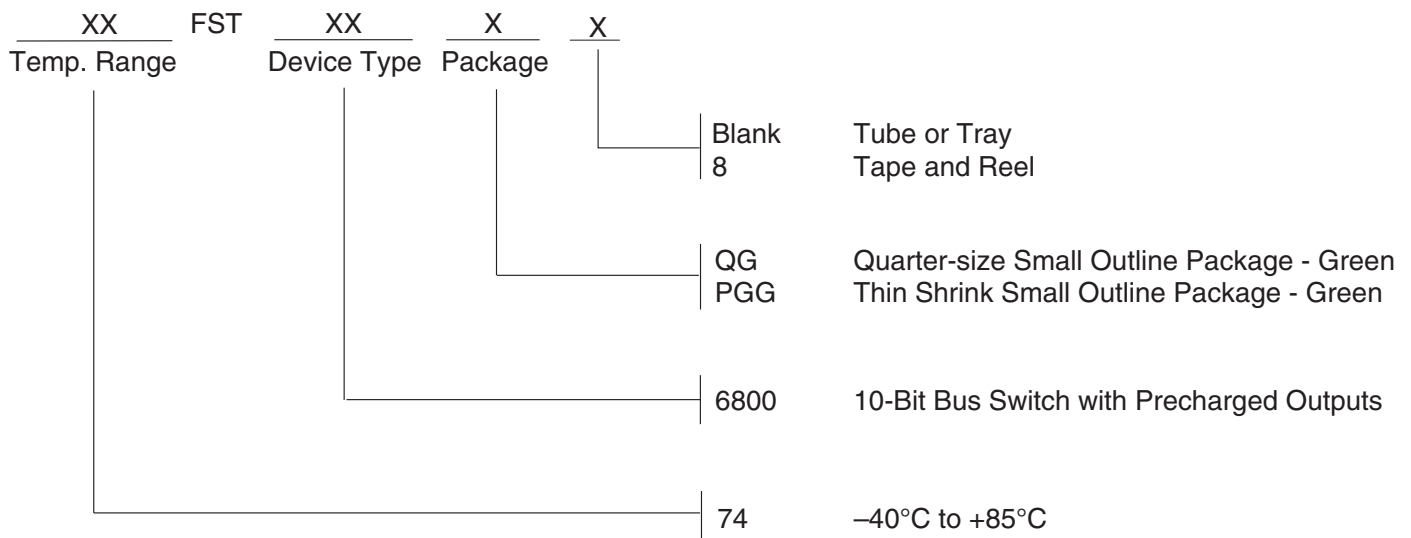 XX FST XX X X
Temp. Range Device Type Package
Blank Tube or Tray
8 Tape and Reel
QG Quarter-size Small Outline Package - Green
PGG Thin Shrink Small Outline Package - Green
6800 10-Bit Bus Switch with Precharged Outputs
74 –40°C to +85°C